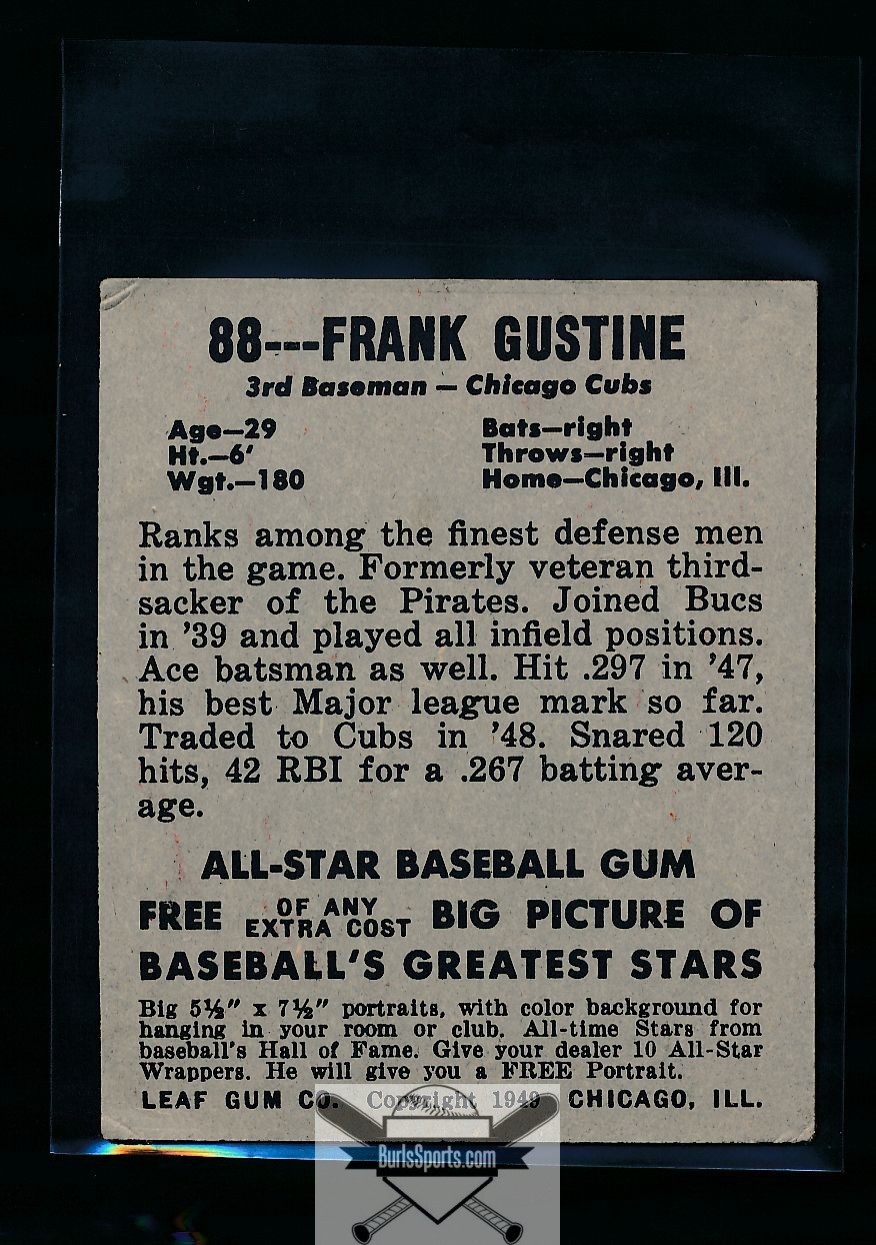 88---FRANK GUSTINE
3rd Baseman — Chicago Cubs
Age—29 Bats—right
Ht.—6' Throws—right
Wgt.—180 Home—Chicago, Ill.
Ranks among the finest defense men
in the game. Formerly veteran third-
sacker of the Pirates. Joined Bucs
in '39 and played all infield positions.
Ace batsman as well. Hit .297 in '47,
his best Major league mark so far.
Traded to Cubs in '48. Snared 120
hits, 42 RBI for a .267 batting aver-
age.
ALL-STAR BASEBALL GUM
FREE OF ANY EXTRA COST BIG PICTURE OF
BASEBALL'S GREATEST STARS
Big 5½" x 7½" portraits, with color background for
hanging in your room or club. All-time Stars from
baseball's Hall of Fame. Give your dealer 10 All-Star
Wrappers. He will give you a FREE Portrait.
LEAF GUM CO. Copyright 1949 CHICAGO, ILL.
BurlsSports.com